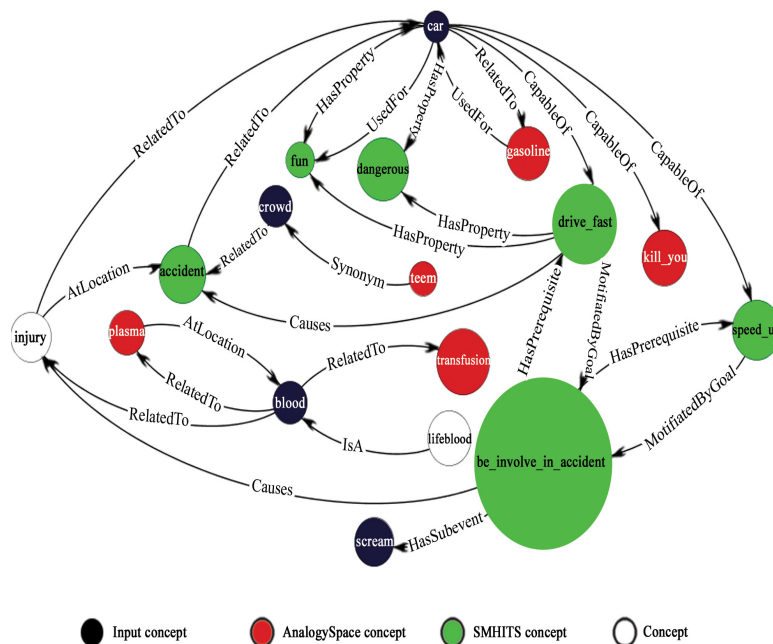 car
RelatedTo
RelatedTo
HasProperty
UsedFor
HasProperty
UsedFor
RelatedTo
CapableOf
CapableOf
CapableOf
gasoline
fun
dangerous
crowd
HasProperty
HasProperty
drive_fast
kill_you
RelatedTo
accident
AtLocation
Synonym
teem
Causes
HasPrerequisite
MotifiatedByGoal
injury
plasma
AtLocation
RelatedTo
transfusion
HasPrerequisite
speed_u
RelatedTo
RelatedTo
blood
IsA
lifeblood
MotifiatedByGoal
be_involve_in_accident
Causes
scream
HasSubevent
Input concept
AnalogySpace concept
SMHITS concept
Concept